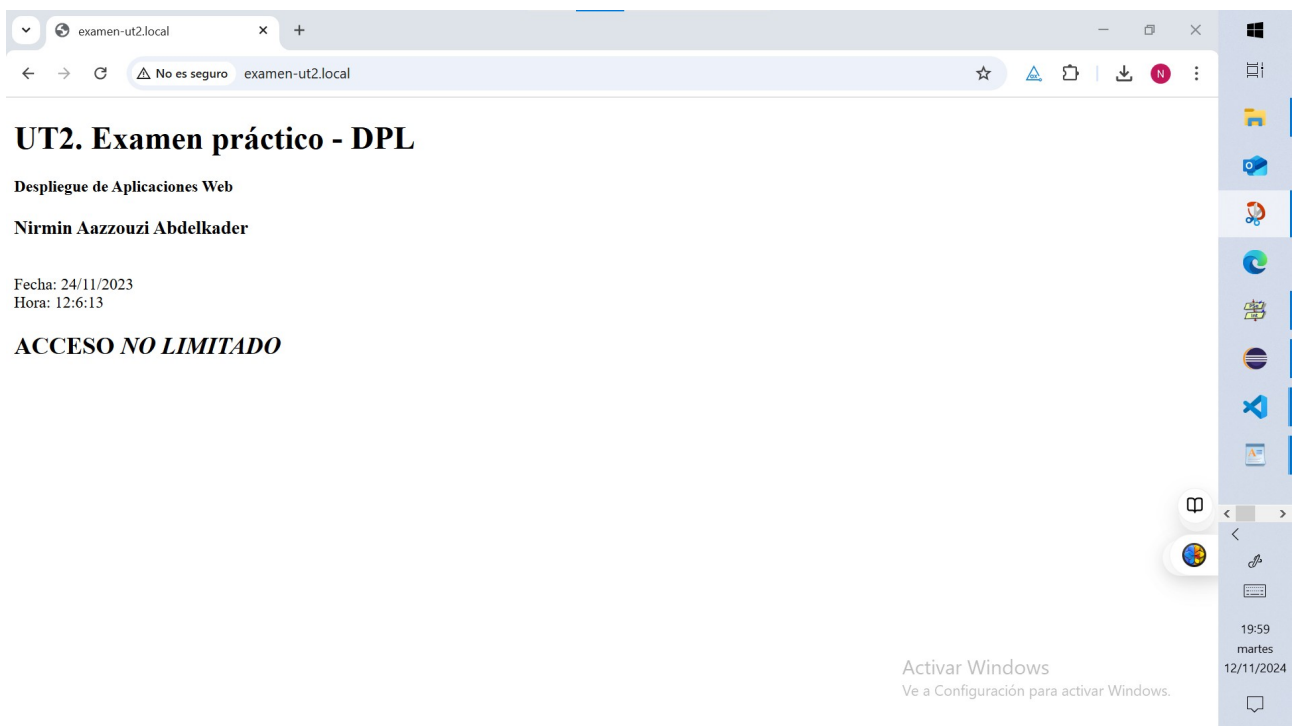 examen-ut2.local
No es seguro
examen-ut2.local
N
UT2. Examen práctico - DPL
Despliegue de Aplicaciones Web
Nirmin Aazzouzi Abdelkader
Fecha: 24/11/2023
Hora: 12:6:13
ACCESO NO LIMITADO
Activar Windows
Ve a Configuración para activar Windows.
19:59
martes
12/11/2024